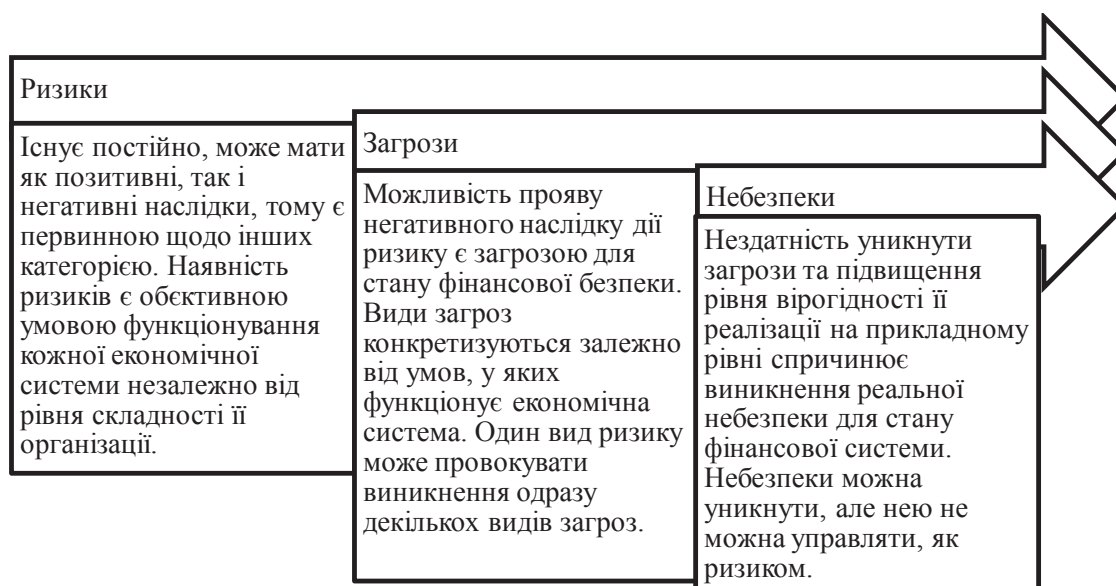 Ризики
Існує постійно, може мати
як позитивні, так і
негативні наслідки, тому є
первинною щодо інших
категорією. Наявність
ризиків є обєктивною
умовою функціонування
кожної економічної
системи незалежно від
рівня складності її
організації.
Загрози
Можливість прояву
негативного наслідку дії
ризику є загрозою для
стану фінансової безпеки.
Види загроз
конкретизуються залежно
від умов, у яких
функціонує економічна
система. Один вид ризику
може провокувати
виникнення одразу
декількох видів загроз.
Небезпеки
Нездатність уникнути
загрози та підвищення
рівня вірогідності її
реалізації на прикладному
рівні спричинює
виникнення реальної
небезпеки для стану
фінансової системи.
Небезпеки можна
уникнути, але нею не
можна управляти, як
ризиком.